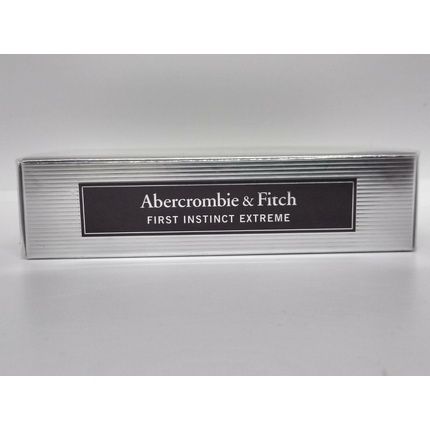 Abercrombie & Fitch
FIRST INSTINCT EXTREME